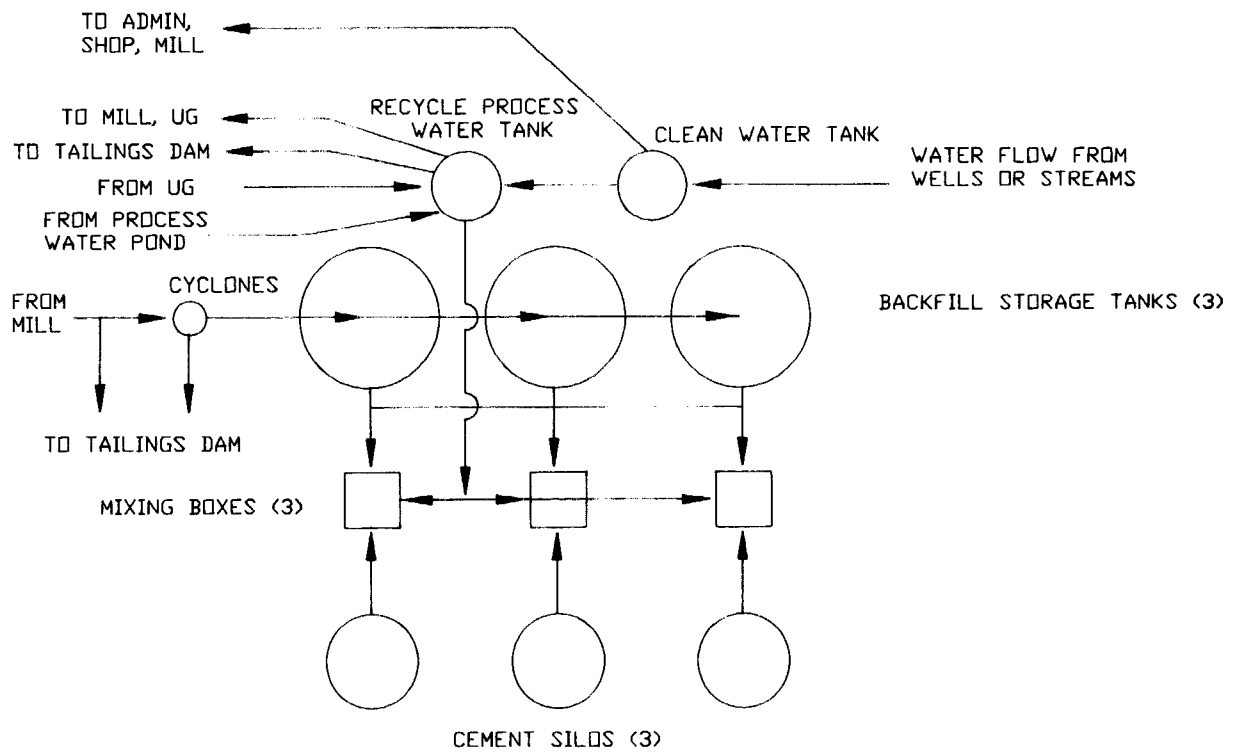 TO ADMIN,
SHOP, MILL
TO MILL, UG
RECYCLE PROCESS
WATER TANK
CLEAN WATER TANK
TO TAILINGS DAM
WATER FLOW FROM
WELLS OR STREAMS
FROM UG
FROM PROCESS
WATER POND
CYCLONES
FROM
MILL
BACKFILL STORAGE TANKS (3)
TO TAILINGS DAM
MIXING BOXES (3)
CEMENT SILOS (3)